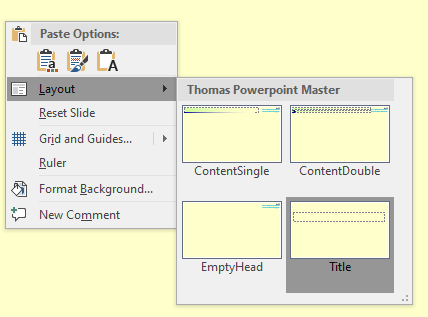 Paste Options:
a
A
Layout
Reset Slide
Grid and Guides...
Ruler
Format Background...
New Comment
Thomas Powerpoint Master
ContentSingle
ContentDouble
EmptyHead
Title